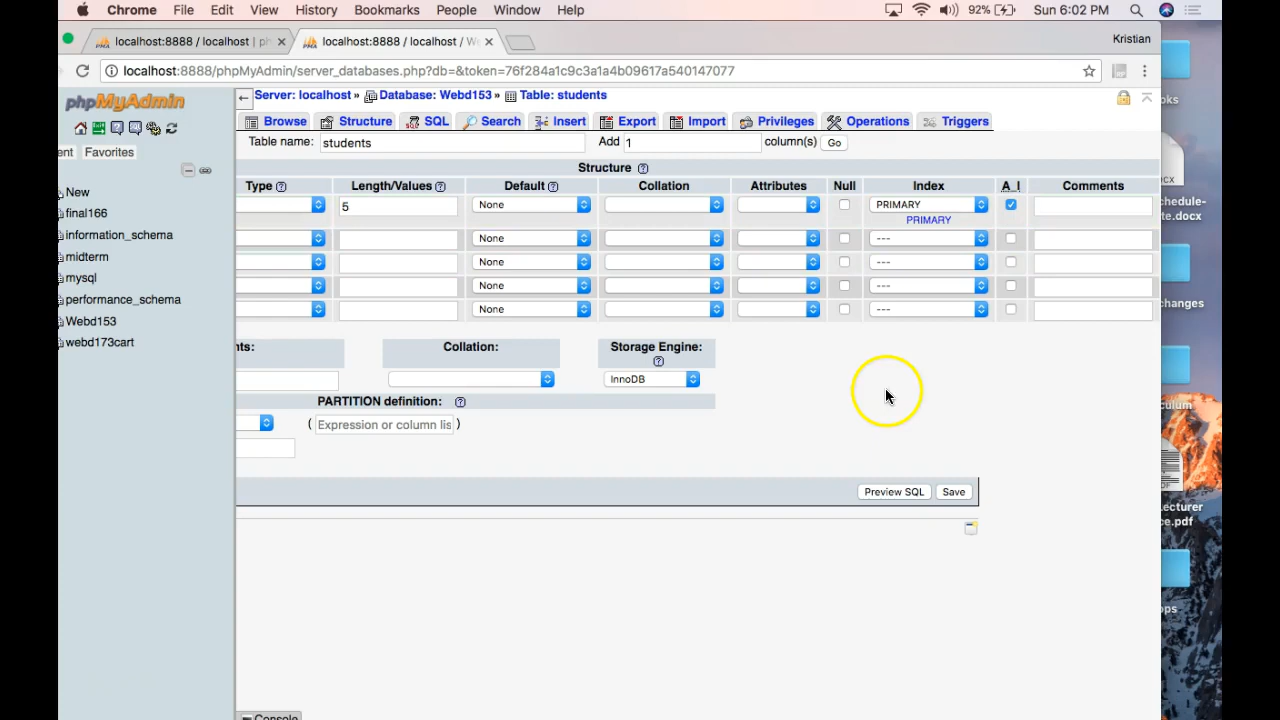 Chrome File Edit View History Bookmarks People Window Help 92% Sun 6:02 PM
localhost:8888 / localhost | ph localhost:8888 / localhost / W Kristian
localhost:8888/phpMyAdmin/server_databases.php?db=&token=76f284a1c9c3a1a4b09617a540147077
phpMyAdmin
ent Favorites
New
final166
information_schema
midterm
mysql
performance_schema
Webd153
webd173cart
Server: localhost » Database: Webd153 » Table: students
Browse Structure SQL Search Insert Export Import Privileges Operations Triggers
Table name: students Add 1 column(s) Go
Structure
Type Length/Values Default Collation Attributes Null Index A_I Comments
5 None PRIMARY
PRIMARY
None ---
None ---
None ---
None ---
ts: Collation: Storage Engine:
InnoDB
PARTITION definition:
( Expression or column lis )
Preview SQL Save
Console
oks
.CX
chedule-
te.docx
changes
culum
ecturer
ce.pdf
ops